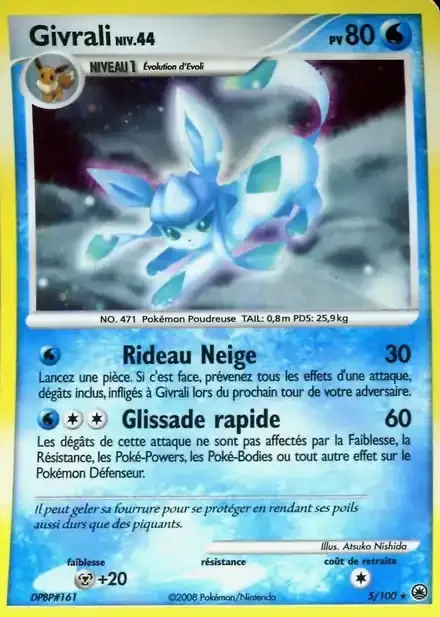 Givrali NIV.44
PV 80
NIVEAU 1 Évolution d'Evoli
NO. 471 Pokémon Poudreuse TAIL: 0,8m PDS: 25,9kg
Rideau Neige 30
Lancez une pièce. Si c'est face, prévenez tous les effets d'une attaque,
dégâts inclus, infligés à Givrali lors du prochain tour de votre adversaire.
Glissade rapide 60
Les dégâts de cette attaque ne sont pas affectés par la Faiblesse, la
Résistance, les Poké-Powers, les Poké-Bodies ou tout autre effet sur le
Pokémon Défenseur.
Il peut geler sa fourrure pour se protéger en rendant ses poils
aussi durs que des piquants.
Illus. Atsuko Nishida
faiblesse résistance coût de retraite
+20
DPBP#161 ©2008 Pokémon/Nintendo 5/100 ★